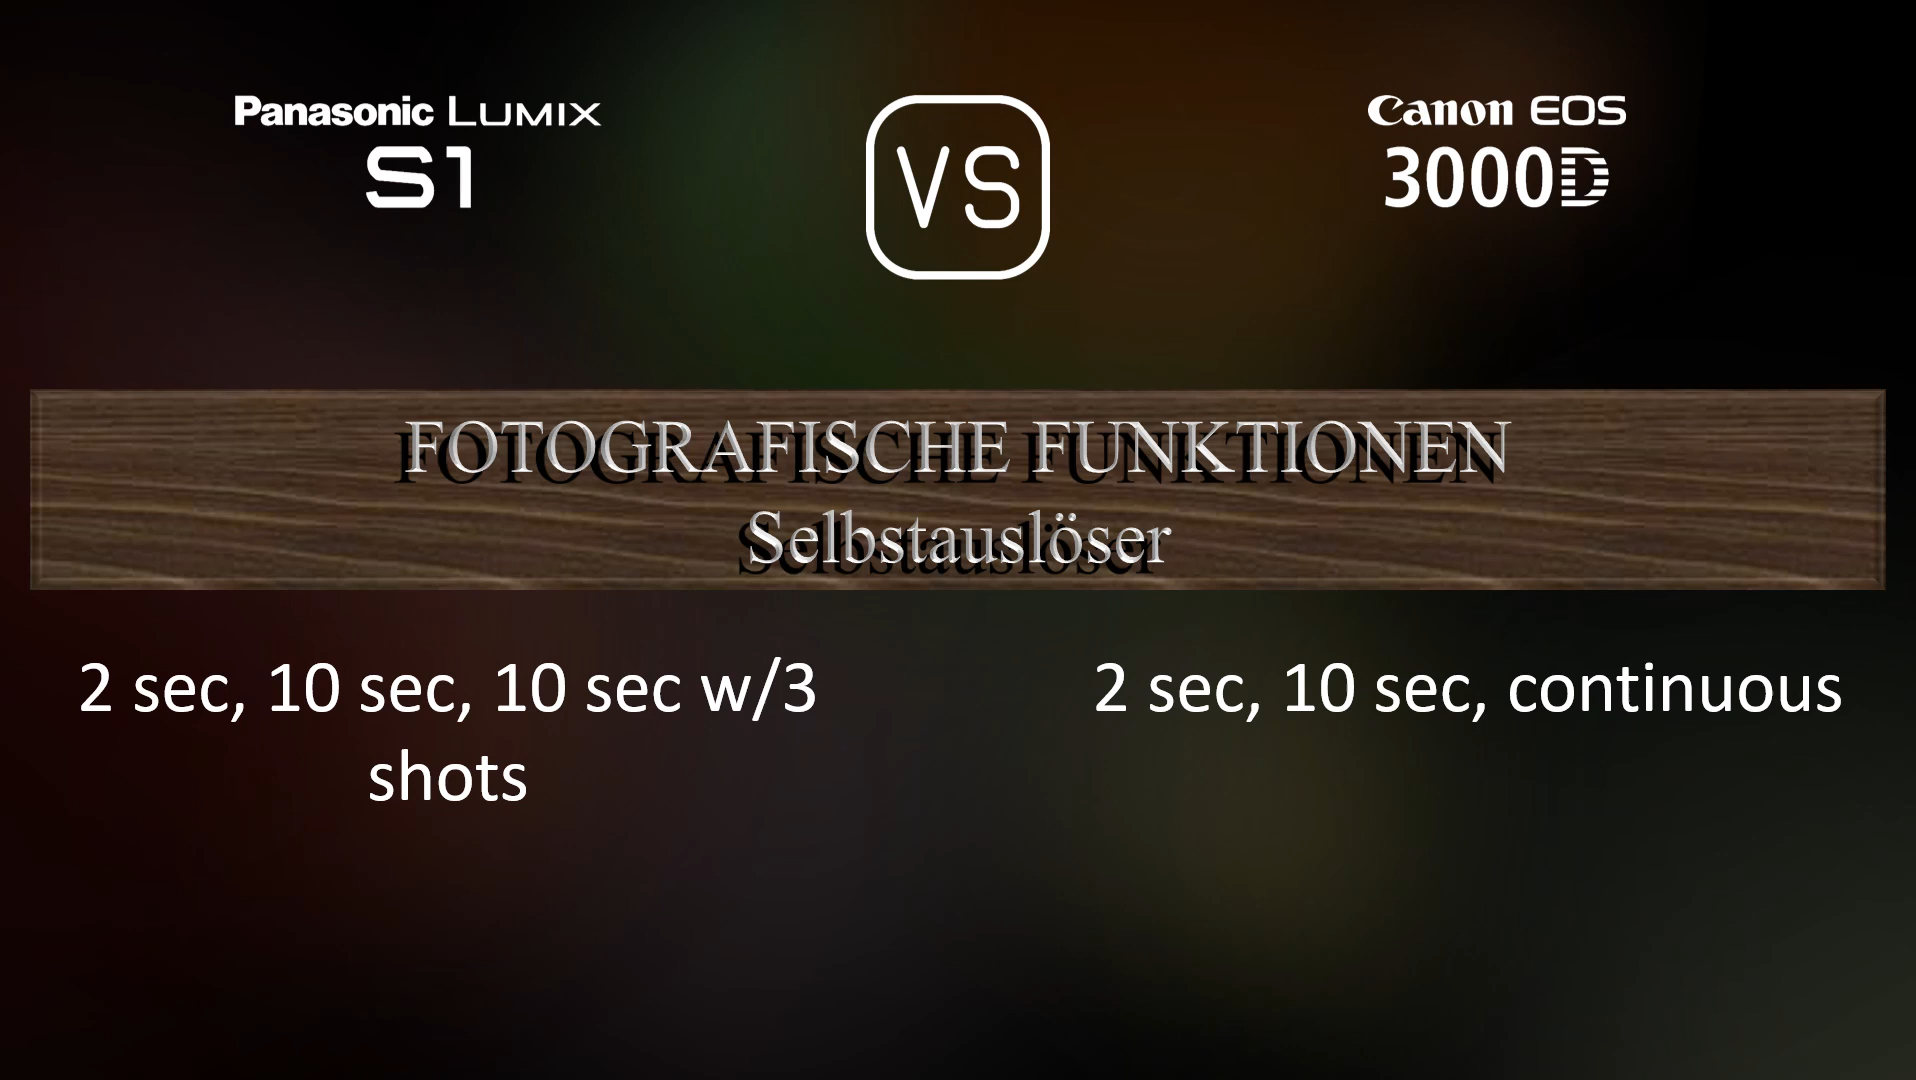 Panasonic LUMIX
S1
VS
Canon EOS
3000D
FOTOGRAFISCHE FUNKTIONEN
Selbstauslöser
2 sec, 10 sec, 10 sec w/3
shots
2 sec, 10 sec, continuous